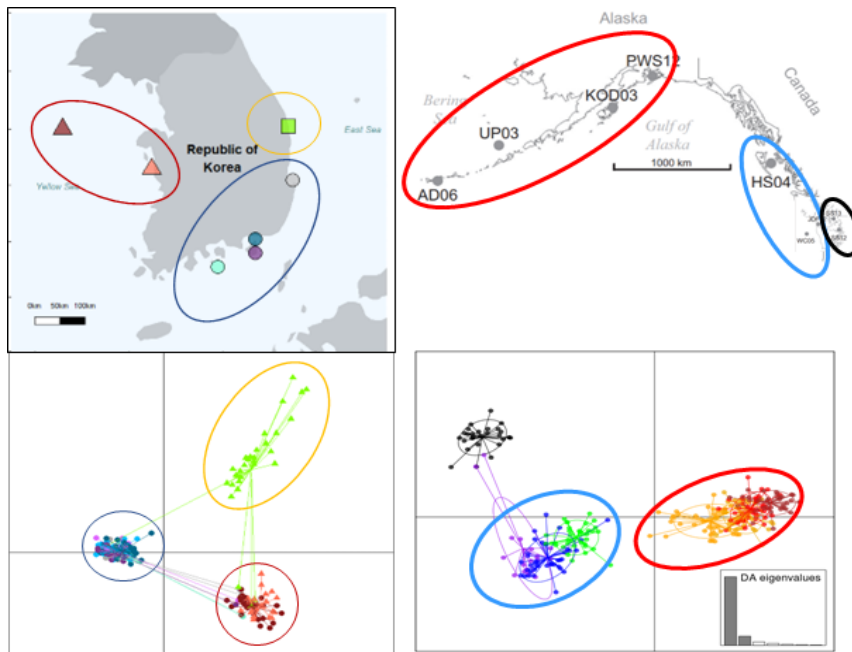 Republic of
Korea
East Sea
Ywllow Sea
0km 50km 100km
Alaska
PWS12
Canada
Bering
Sea
KOD03
UP03
Gulf of
Alaska
1000 km
AD06
HS04
WC05
DA eigenvalues